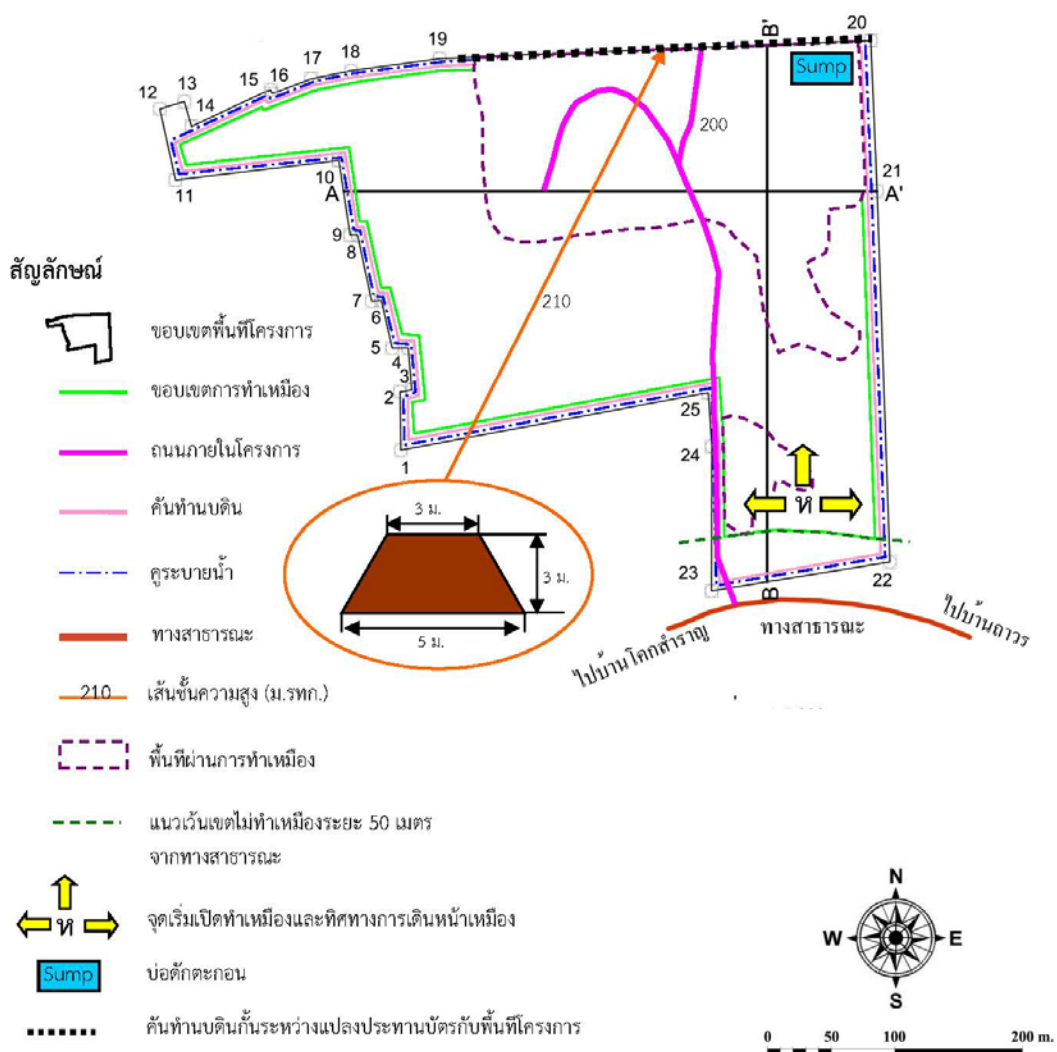 20
B'
19
18
17
16
15
Sump
13
12
14
200
10
21
11
A
A'
9
8
สัญลักษณ์
7
6
210
ขอบเขตพื้นที่โครงการ
5
4
3
ขอบเขตการทำเหมือง
2
25
ถนนภายในโครงการ
1
24
3 ม.
ห
คันทำนบดิน
3 ม.
คูระบายน้ำ
23
22
B
5 ม.
ทางสาธารณะ
ไปบ้านโคกสำราญ
ทางสาธารณะ
ไปบ้านถาวร
210 เส้นชั้นความสูง (ม.รทก.)
พื้นที่ผ่านการทำเหมือง
แนวเว้นเขตไม่ทำเหมืองระยะ 50 เมตร
จากทางสาธารณะ
N
ห จุดเริ่มเปิดทำเหมืองและทิศทางการเดินหน้าเหมือง
W E
Sump บ่อดักตะกอน
S
คันทำนบดินกั้นระหว่างแปลงประทานบัตรกับพื้นที่โครงการ
0 50 100 200 m.